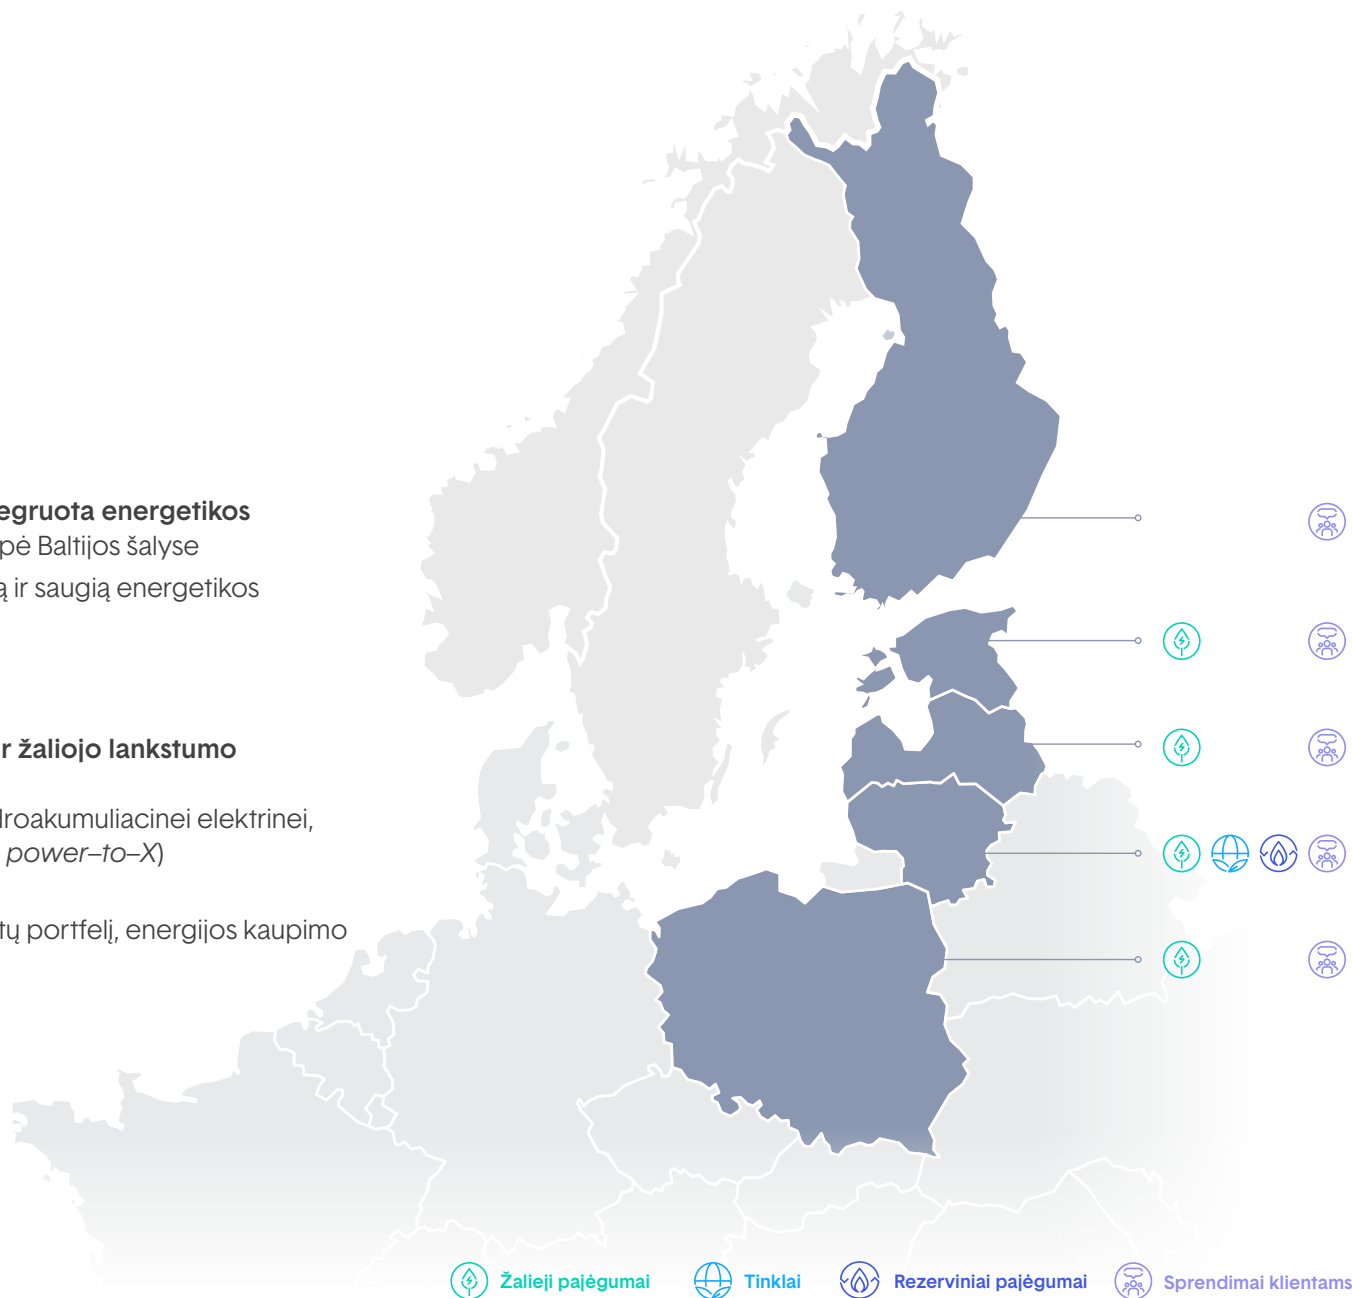 egruota energetikos
pė Baltijos šalyse
ą ir saugią energetikos
r žaliojo lankstumo
droakumuliacinei elektrinei,
power–to–X)
tų portfelį, energijos kaupimo
Žalieji pajėgumai
Tinklai
Rezerviniai pajėgumai
Sprendimai klientams